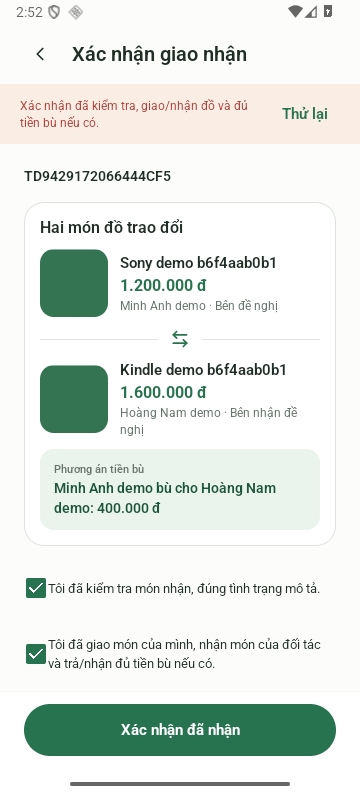 2:52
Xác nhận giao nhận
Xác nhận đã kiểm tra, giao/nhận đồ và đủ
tiền bù nếu có.
Thử lại
TD9429172066444CF5
Hai món đồ trao đổi
Sony demo b6f4aab0b1
1.200.000 đ
Minh Anh demo · Bên đề nghị
Kindle demo b6f4aab0b1
1.600.000 đ
Hoàng Nam demo · Bên nhận đề
nghị
Phương án tiền bù
Minh Anh demo bù cho Hoàng Nam
demo: 400.000 đ
Tôi đã kiểm tra món nhận, đúng tình trạng mô tả.
Tôi đã giao món của mình, nhận món của đối tác
và trả/nhận đủ tiền bù nếu có.
Xác nhận đã nhận